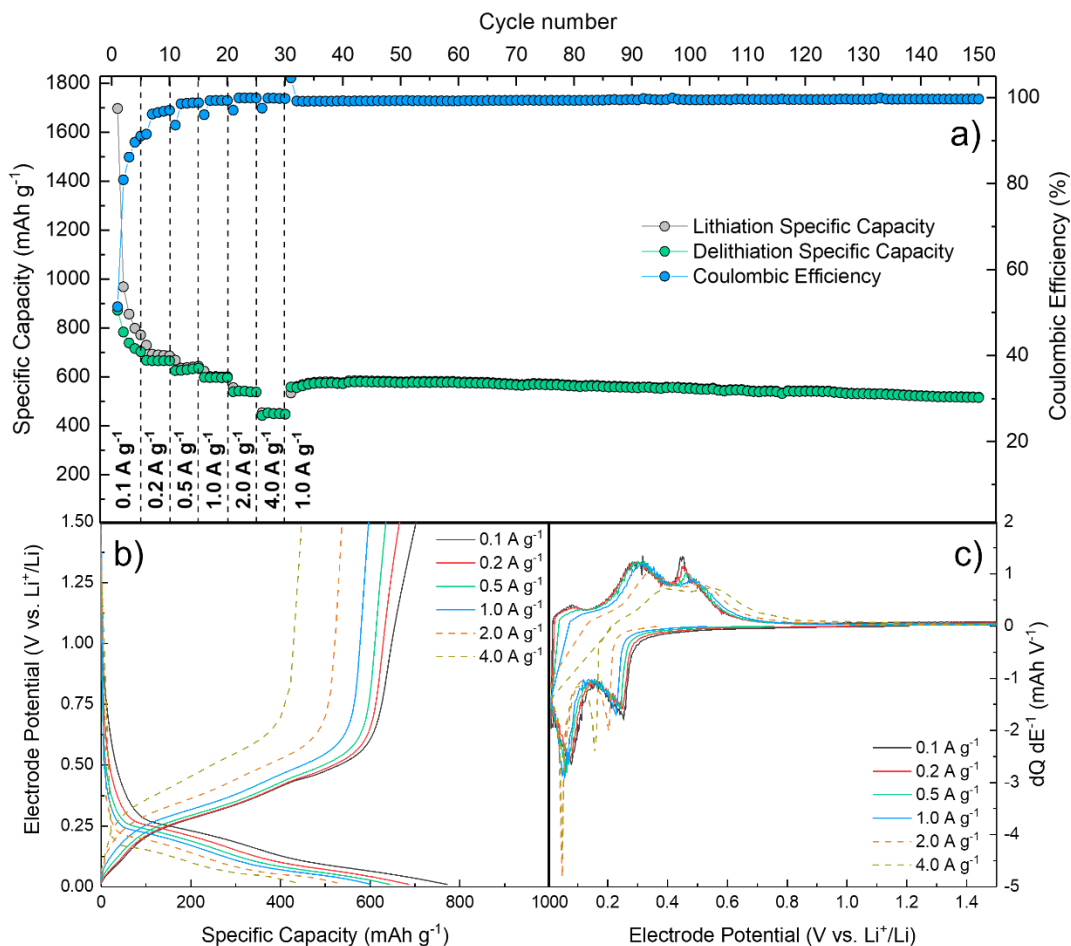 Cycle number
0 10 20 30 40 50 60 70 80 90 100 110 120 130 140 150
1800
1600
1400
1200
1000
800
600
400
200
Specific Capacity (mAh g⁻¹)
100
80
60
40
20
Coulombic Efficiency (%)
a)
Lithiation Specific Capacity
Delithiation Specific Capacity
Coulombic Efficiency
0.1 A g⁻¹
0.2 A g⁻¹
0.5 A g⁻¹
1.0 A g⁻¹
2.0 A g⁻¹
4.0 A g⁻¹
1.0 A g⁻¹
b)
1.50
1.25
1.00
0.75
0.50
0.25
0.00
Electrode Potential (V vs. Li⁺/Li)
0.1 A g⁻¹
0.2 A g⁻¹
0.5 A g⁻¹
1.0 A g⁻¹
2.0 A g⁻¹
4.0 A g⁻¹
0 200 400 600 800 1000
Specific Capacity (mAh g⁻¹)
c)
2
1
0
-1
-2
-3
-4
-5
dQ dE⁻¹ (mAh V⁻¹)
0.1 A g⁻¹
0.2 A g⁻¹
0.5 A g⁻¹
1.0 A g⁻¹
2.0 A g⁻¹
4.0 A g⁻¹
0.0 0.2 0.4 0.6 0.8 1.0 1.2 1.4
Electrode Potential (V vs. Li⁺/Li)